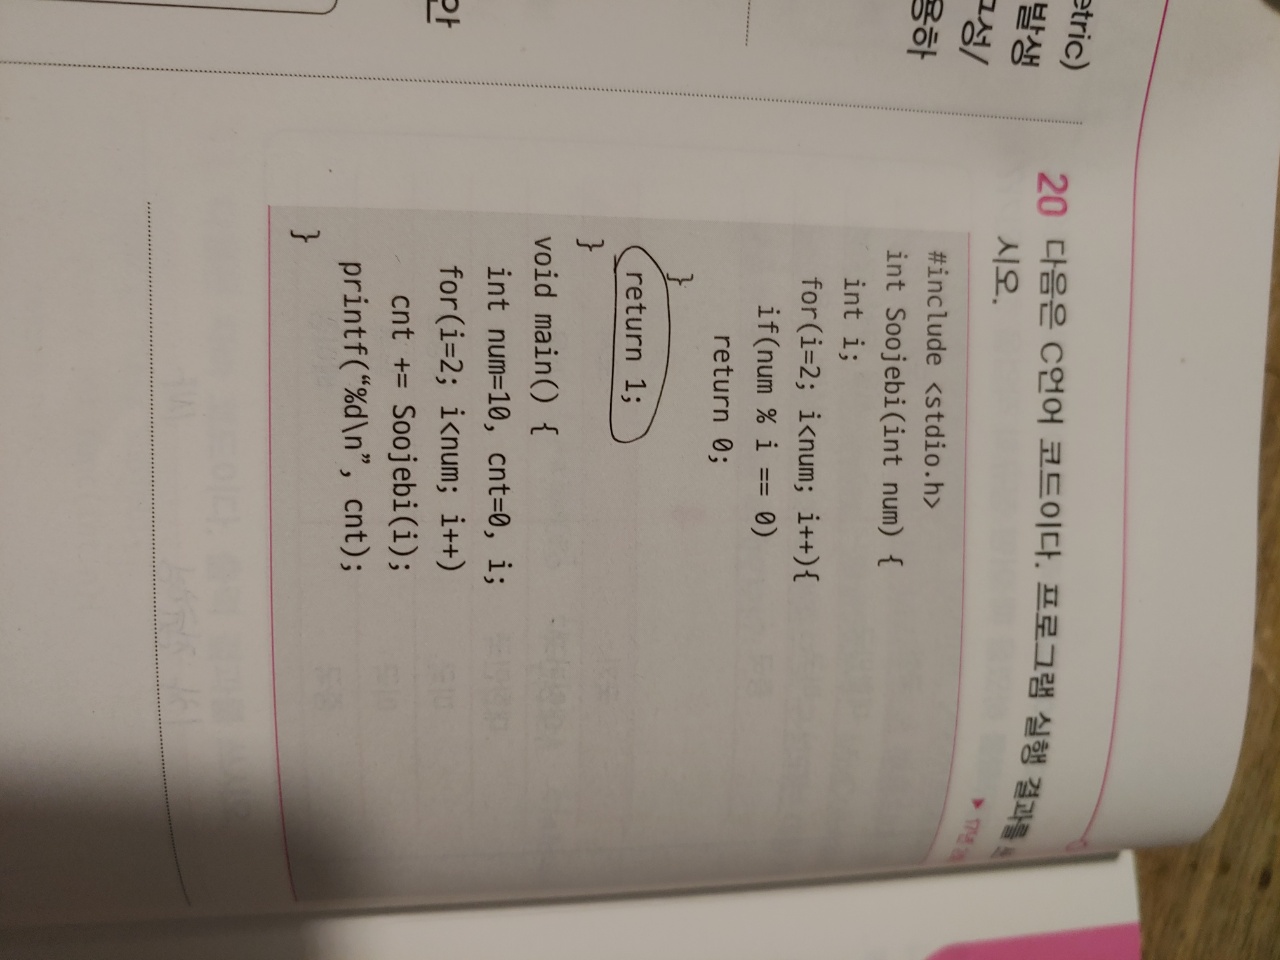 etric)
발생
구성/
용하
안
20 다음은 C언어 코드이다. 프로그램 실행 결과를
시오.
▶ 17년
#include <stdio.h>
int Soojebi(int num) {
int i;
for(i=2; i<num; i++){
if(num % i == 0)
return 0;
}
return 1;
}
void main() {
int num=10, cnt=0, i;
for(i=2; i<num; i++)
cnt += Soojebi(i);
printf(“%d\n”, cnt);
}